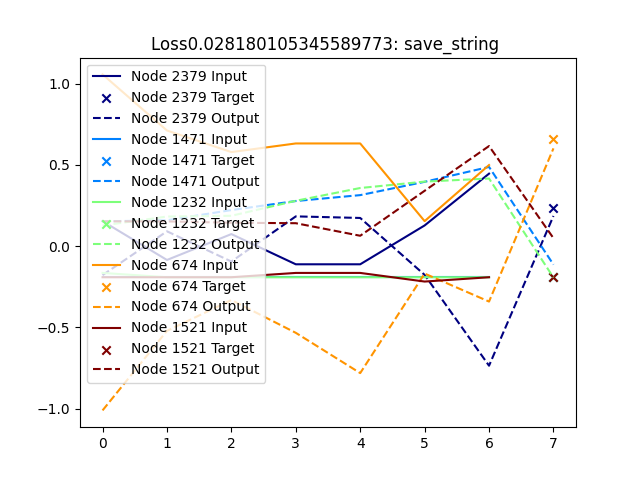 Loss0.028180105345589773: save_string
1.0
0.5
0.0
−0.5
−1.0
Node 2379 Input
Node 2379 Target
Node 2379 Output
Node 1471 Input
Node 1471 Target
Node 1471 Output
Node 1232 Input
Node 1232 Target
Node 1232 Output
Node 674 Input
Node 674 Target
Node 674 Output
Node 1521 Input
Node 1521 Target
Node 1521 Output
0 1 2 3 4 5 6 7